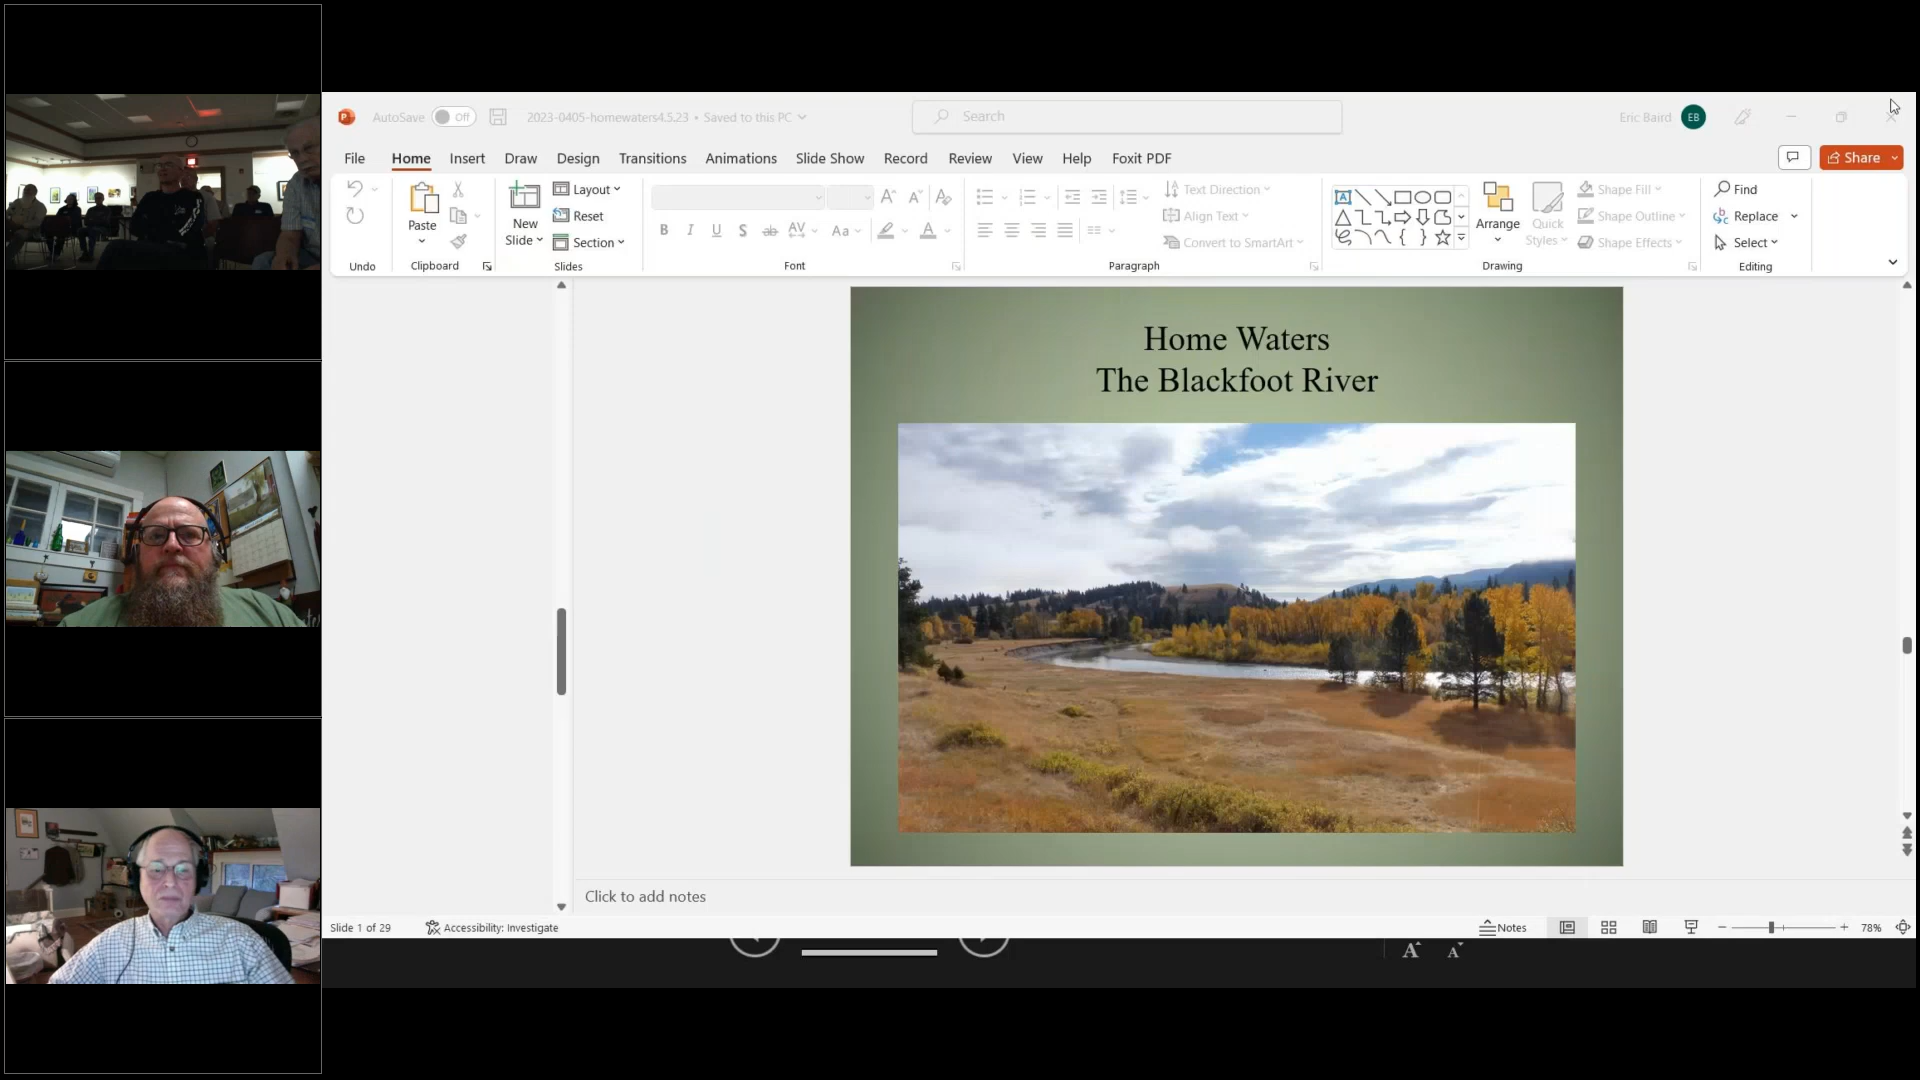 AutoSave Off 2023-0405-homewaters4.5.23 • Saved to this PC Search Eric Baird EB
File Home Insert Draw Design Transitions Animations Slide Show Record Review View Help Foxit PDF Share
Paste New Slide Layout Reset Section
B I U S ab AV Aa A
Text Direction
Align Text
Convert to SmartArt
Arrange Quick Styles
Shape Fill
Shape Outline
Shape Effects
Find
Replace
Select
Undo Clipboard Slides Font Paragraph Drawing Editing
Home Waters
The Blackfoot River
Click to add notes
Slide 1 of 29 Accessibility: Investigate Notes 78%
A A